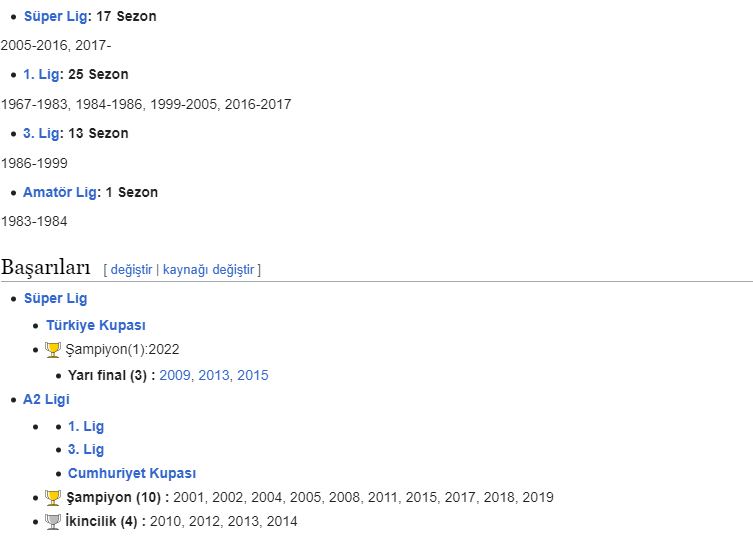 Süper Lig: 17 Sezon
2005-2016, 2017-
1. Lig: 25 Sezon
1967-1983, 1984-1986, 1999-2005, 2016-2017
3. Lig: 13 Sezon
1986-1999
Amatör Lig: 1 Sezon
1983-1984
Başarıları [ değiştir | kaynağı değiştir ]
Süper Lig
Türkiye Kupası
Şampiyon(1):2022
Yarı final (3) : 2009, 2013, 2015
A2 Ligi
1. Lig
3. Lig
Cumhuriyet Kupası
Şampiyon (10) : 2001, 2002, 2004, 2005, 2008, 2011, 2015, 2017, 2018, 2019
İkincilik (4) : 2010, 2012, 2013, 2014